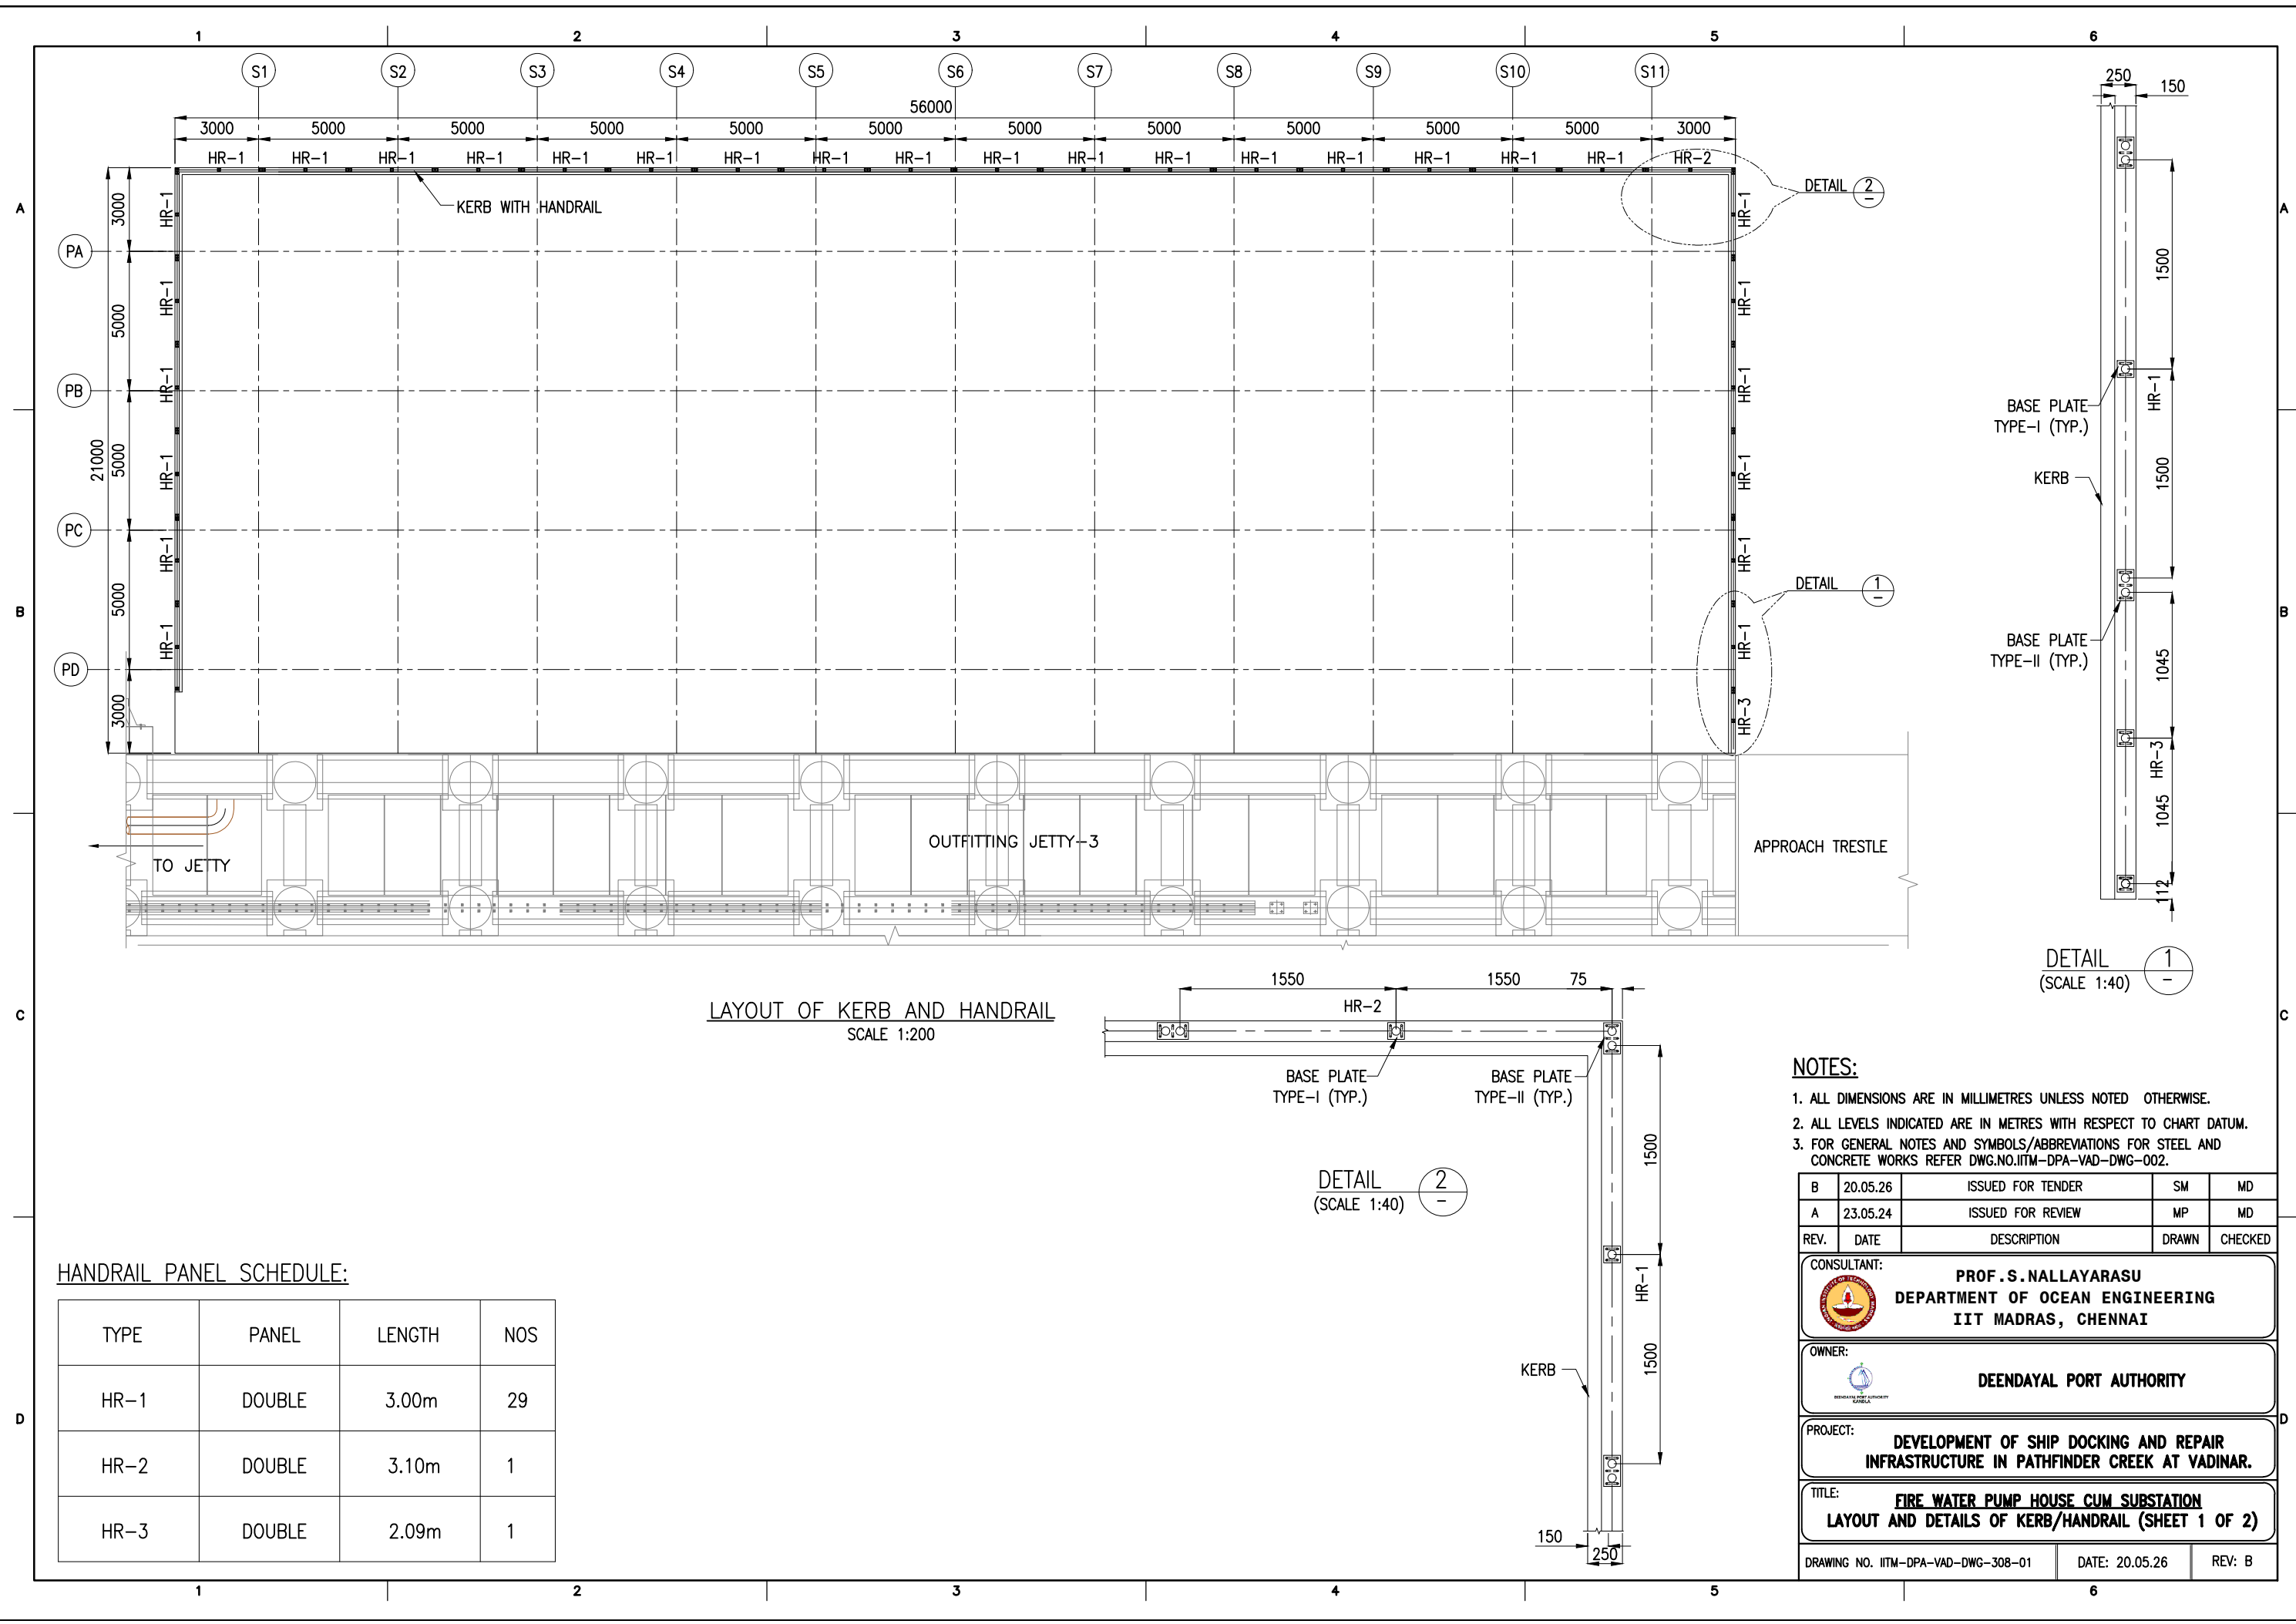 1 2 3 4 5 6
S1 S2 S3 S4 S5 S6 S7 S8 S9 S10 S11
56000
3000 5000 5000 5000 5000 5000 5000 5000 5000 5000 5000 3000
HR-1 HR-1 HR-1 HR-1 HR-1 HR-1 HR-1 HR-1 HR-1 HR-1 HR-1 HR-1 HR-1 HR-1 HR-1 HR-1 HR-1 HR-2
KERB WITH HANDRAIL
A
B
C
D
PA
PB
PC
PD
21000
3000
5000
5000
5000
3000
HR-1
HR-1
HR-1
HR-1
HR-1
HR-1
HR-1
HR-1
HR-1
HR-1
HR-1
HR-1
HR-3
DETAIL 2
-
DETAIL 1
-
TO JETTY
OUTFITTING JETTY-3
APPROACH TRESTLE
LAYOUT OF KERB AND HANDRAIL
SCALE 1:200
250
150
1500
HR-1
BASE PLATE
TYPE-I (TYP.)
1500
KERB
BASE PLATE
TYPE-II (TYP.)
1045
HR-3
1045
112
DETAIL 1
(SCALE 1:40) -
1550 1550 75
HR-2
BASE PLATE
TYPE-I (TYP.)
BASE PLATE
TYPE-II (TYP.)
1500
HR-1
1500
KERB
150
250
DETAIL 2
(SCALE 1:40) -
HANDRAIL PANEL SCHEDULE:
TYPE PANEL LENGTH NOS
HR-1 DOUBLE 3.00m 29
HR-2 DOUBLE 3.10m 1
HR-3 DOUBLE 2.09m 1
NOTES:
1. ALL DIMENSIONS ARE IN MILLIMETRES UNLESS NOTED OTHERWISE.
2. ALL LEVELS INDICATED ARE IN METRES WITH RESPECT TO CHART DATUM.
3. FOR GENERAL NOTES AND SYMBOLS/ABBREVIATIONS FOR STEEL AND
CONCRETE WORKS REFER DWG.NO.IITM-DPA-VAD-DWG-002.
B 20.05.26 ISSUED FOR TENDER SM MD
A 23.05.24 ISSUED FOR REVIEW MP MD
REV. DATE DESCRIPTION DRAWN CHECKED
CONSULTANT:
PROF.S.NALLAYARASU
DEPARTMENT OF OCEAN ENGINEERING
IIT MADRAS, CHENNAI
OWNER:
DEENDAYAL PORT AUTHORITY
KANDLA
DEENDAYAL PORT AUTHORITY
PROJECT:
DEVELOPMENT OF SHIP DOCKING AND REPAIR
INFRASTRUCTURE IN PATHFINDER CREEK AT VADINAR.
TITLE:
FIRE WATER PUMP HOUSE CUM SUBSTATION
LAYOUT AND DETAILS OF KERB/HANDRAIL (SHEET 1 OF 2)
DRAWING NO. IITM-DPA-VAD-DWG-308-01 DATE: 20.05.26 REV: B
A
B
C
D
1 2 3 4 5 6